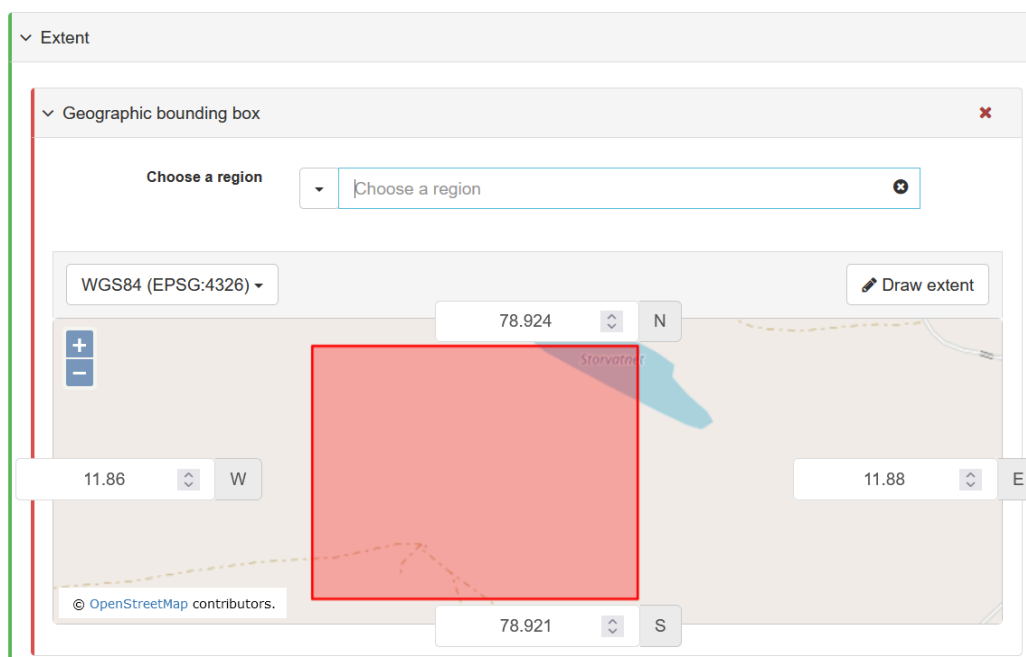 Extent
Geographic bounding box
Choose a region
Choose a region
WGS84 (EPSG:4326)
Draw extent
78.924 N
Storvatnet
11.86 W
11.88 E
© OpenStreetMap contributors.
78.921 S